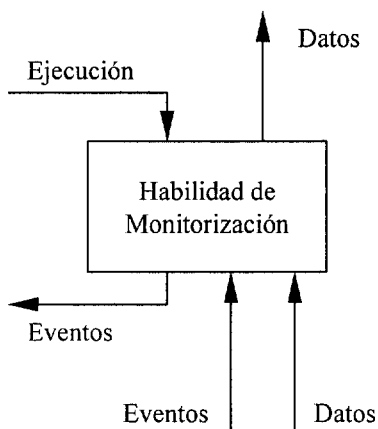 Datos
Ejecución
Habilidad de
Monitorización
Eventos
Eventos
Datos